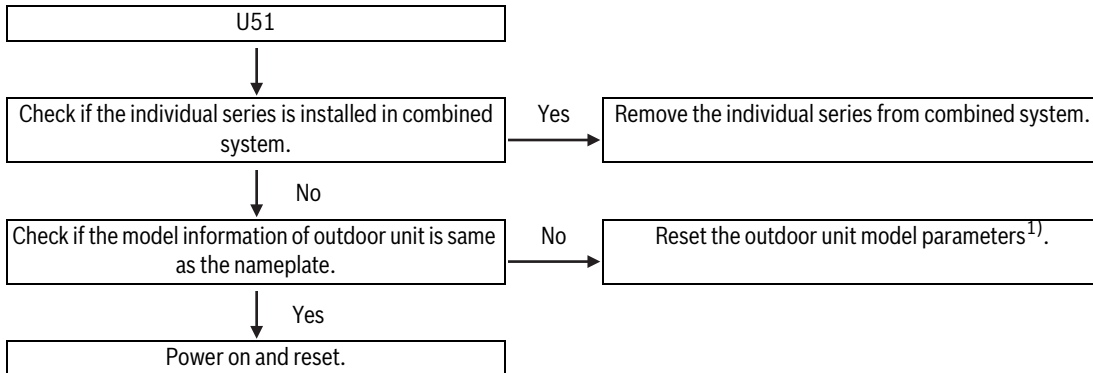 U51
Check if the individual series is installed in combined
system.
Yes
Remove the individual series from combined system.
No
Check if the model information of outdoor unit is same
as the nameplate.
No
Reset the outdoor unit model parameters1).
Yes
Power on and reset.